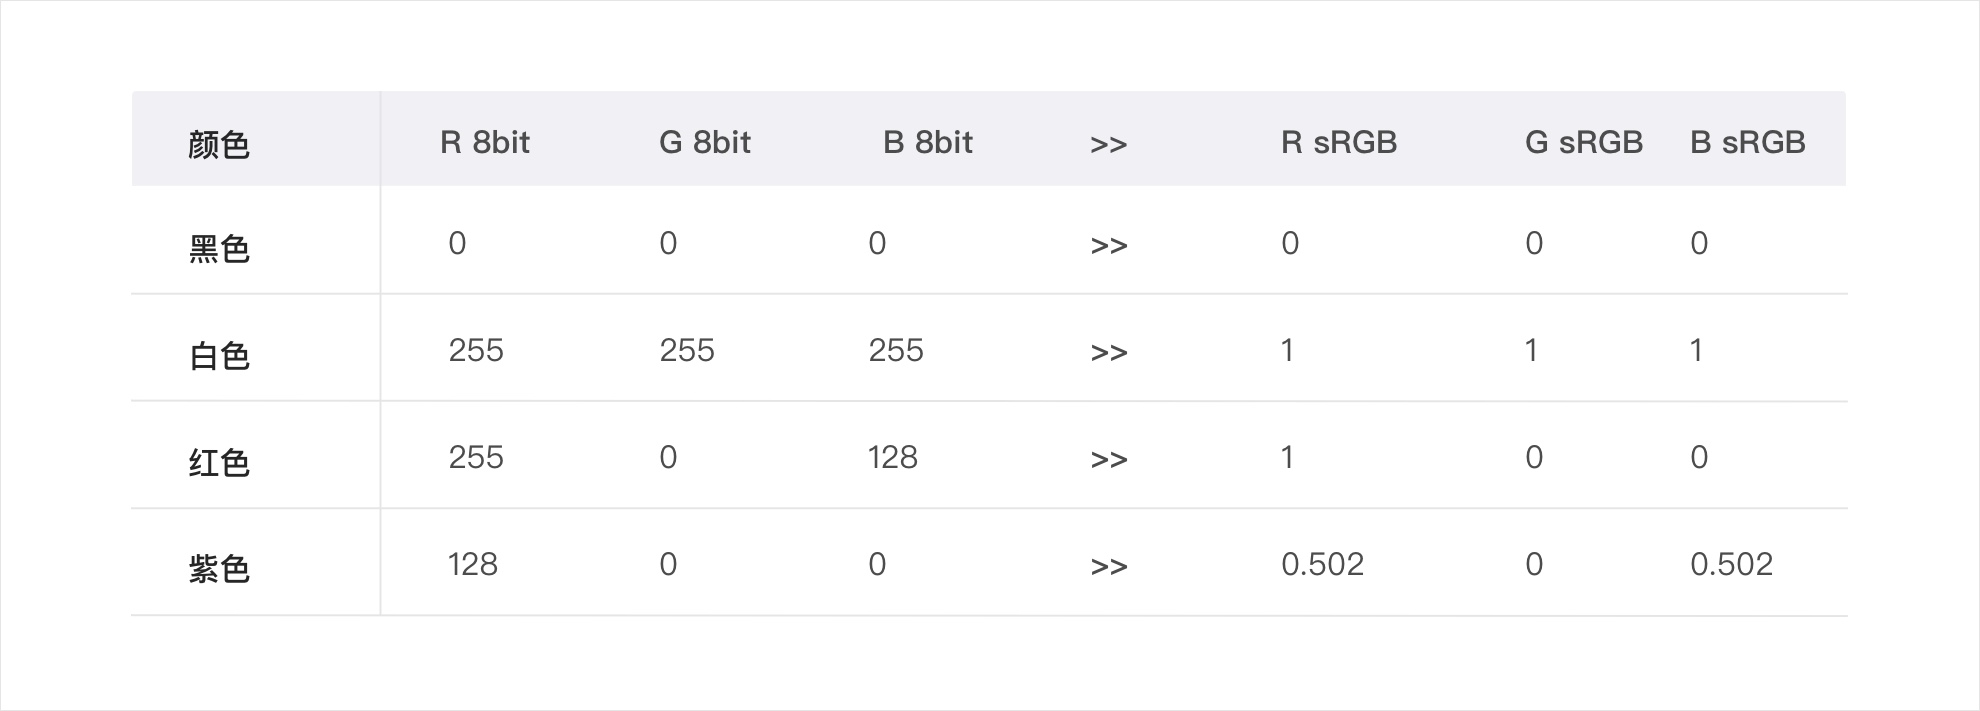 颜色 R 8bit G 8bit B 8bit >> R sRGB G sRGB B sRGB
黑色 0 0 0 >> 0 0 0
白色 255 255 255 >> 1 1 1
红色 255 0 128 >> 1 0 0
紫色 128 0 0 >> 0.502 0 0.502